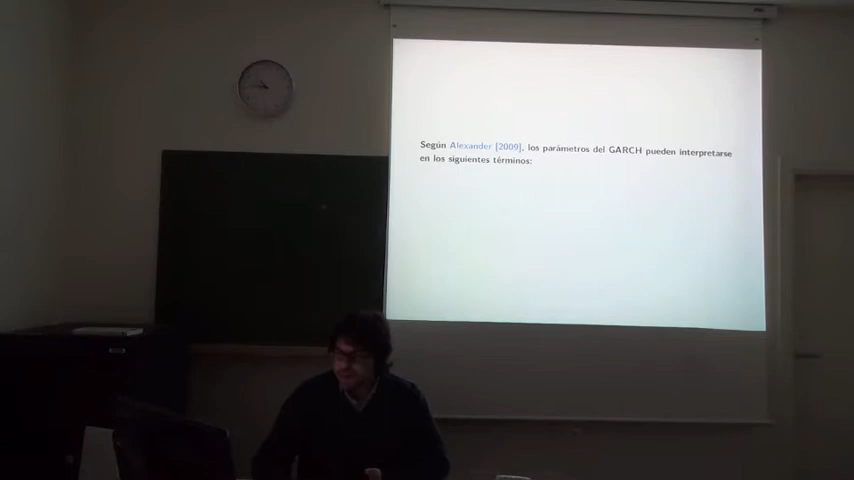 Según Alexander [2009], los parámetros del GARCH pueden interpretarse
en los siguientes términos: